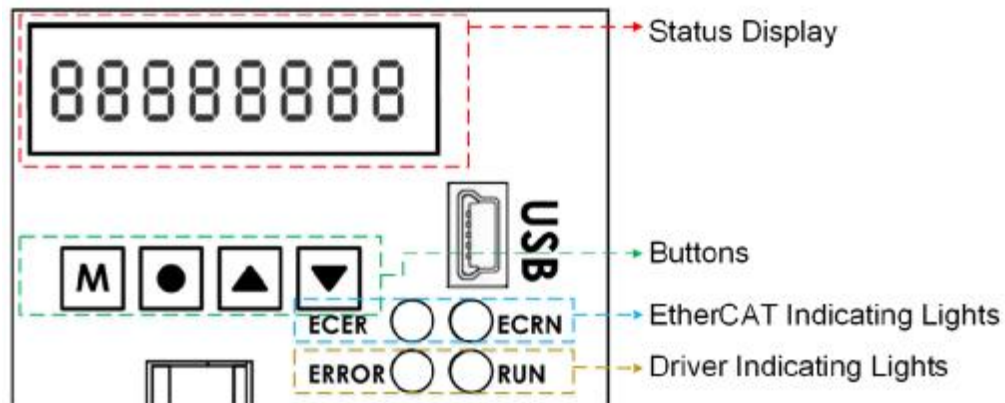 88888888
Status Display
USB
M
Buttons
ECER ECRN
EtherCAT Indicating Lights
ERROR RUN
Driver Indicating Lights